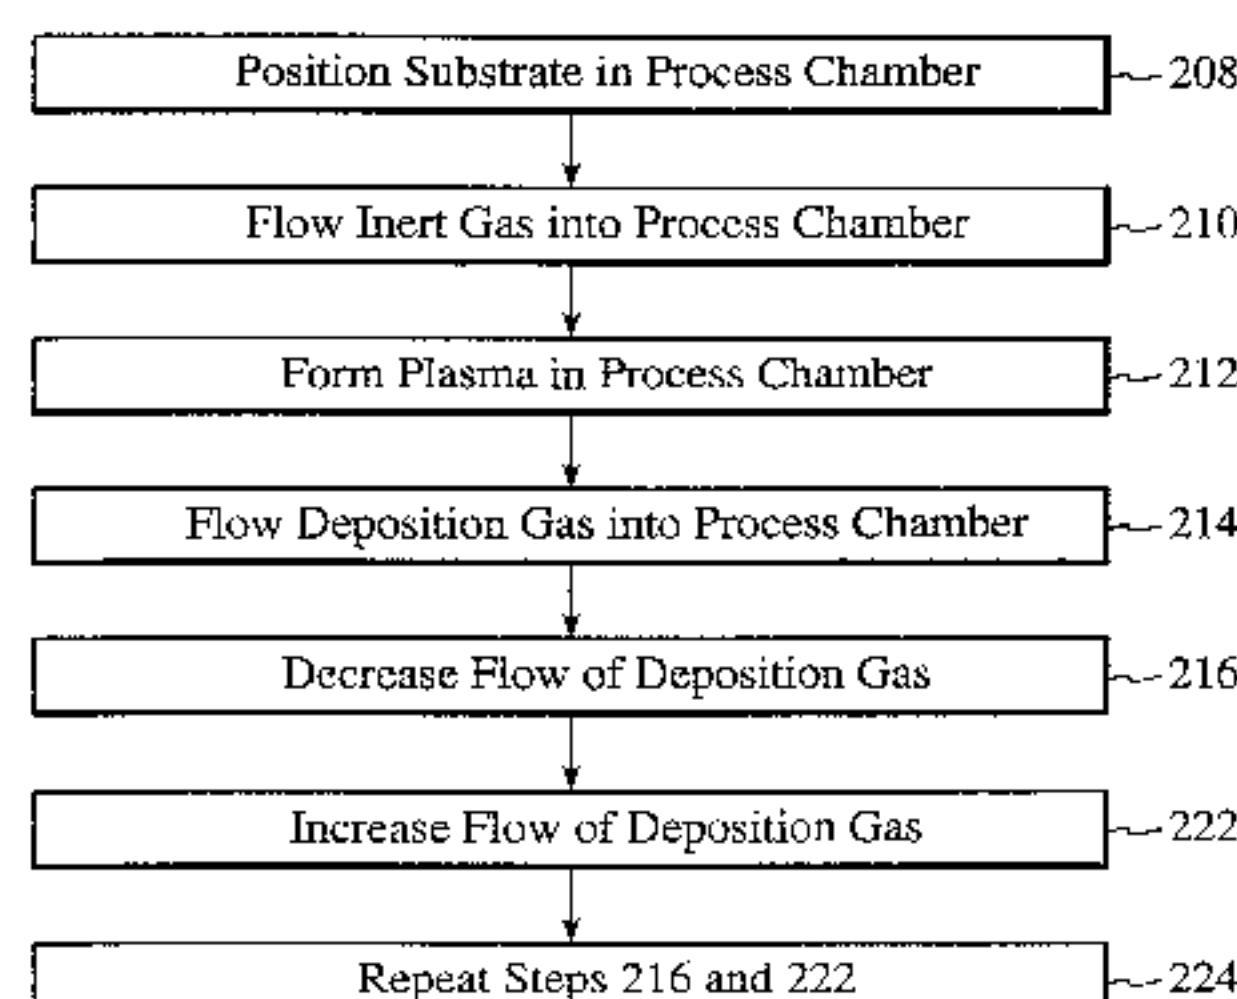 Position Substrate in Process Chamber 208
Flow Inert Gas into Process Chamber 210
Form Plasma in Process Chamber 212
Flow Deposition Gas into Process Chamber 214
Decrease Flow of Deposition Gas 216
Increase Flow of Deposition Gas 222
Repeat Steps 216 and 222 224